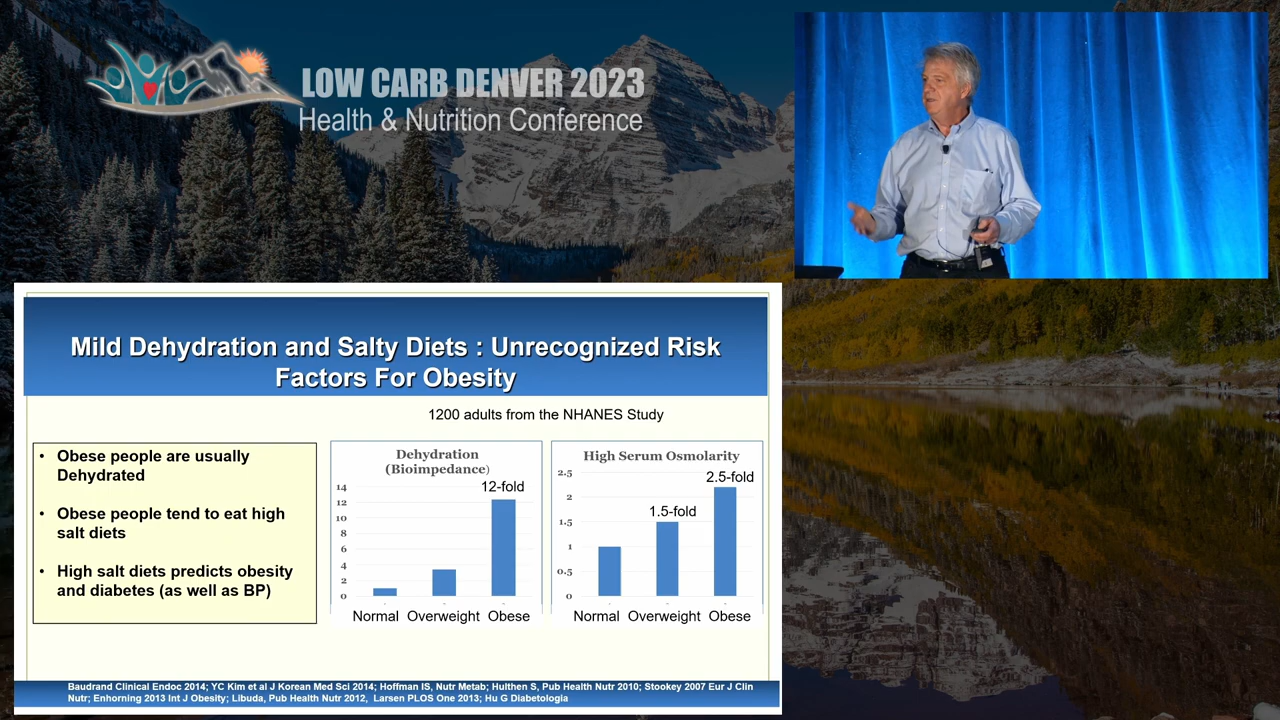 LOW CARB DENVER 2023
Health & Nutrition Conference
Mild Dehydration and Salty Diets : Unrecognized Risk
Factors For Obesity
1200 adults from the NHANES Study
• Obese people are usually
Dehydrated
• Obese people tend to eat high
salt diets
• High salt diets predicts obesity
and diabetes (as well as BP)
Dehydration
(Bioimpedance)
14
12
10
8
6
4
2
0
12-fold
Normal Overweight Obese
High Serum Osmolarity
2.5
2
1.5
1
0.5
0
1.5-fold
2.5-fold
Normal Overweight Obese
Baudrand Clinical Endoc 2014; YC Kim et al J Korean Med Sci 2014; Hoffman IS, Nutr Metab; Hulthen S, Pub Health Nutr 2010; Stookey 2007 Eur J Clin
Nutr; Enhorning 2013 Int J Obesity; Libuda, Pub Health Nutr 2012, Larsen PLOS One 2013; Hu G Diabetologia